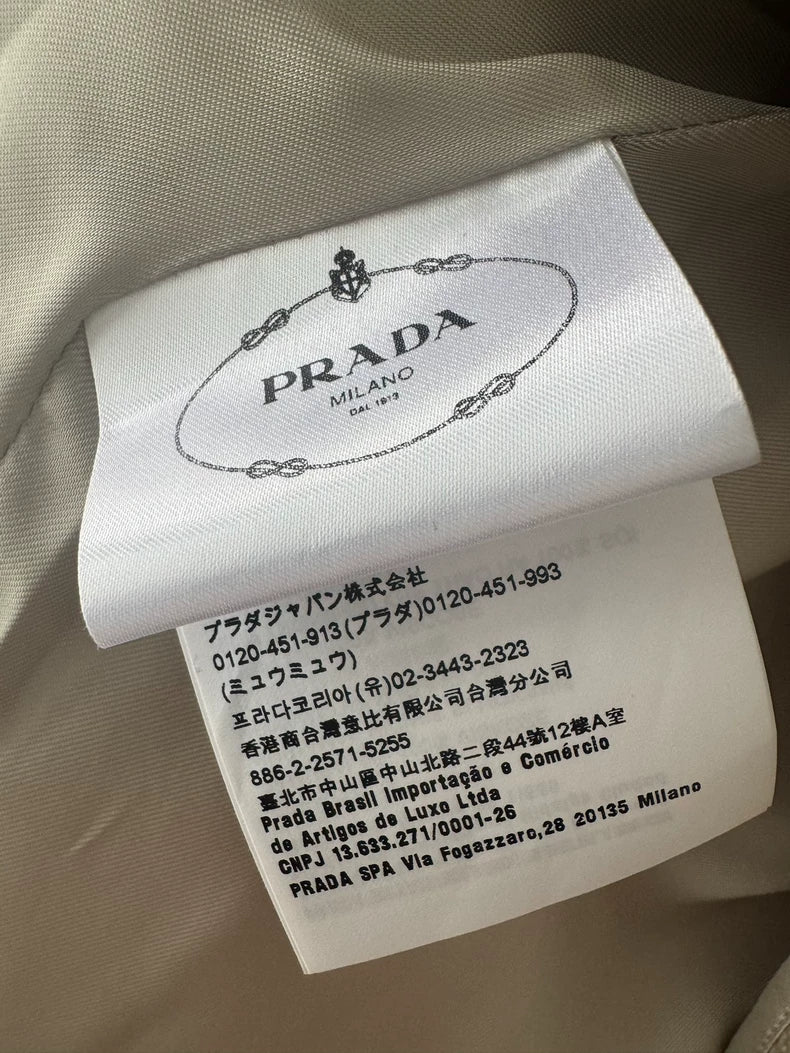 PRADA
MILANO
DAL 1913
プラダジャパン株式会社
0120-451-913(プラダ)0120-451-993
(ミュウミュウ)
프라다코리아(유)02-3443-2323
香港商台灣意比有限公司台灣分公司
886-2-2571-5255
臺北市中山區中山北路二段44號12樓A室
Prada Brasil Importação e Comércio
de Artigos de Luxo Ltda
CNPJ 13.633.271/0001-26
PRADA SPA Via Fogazzaro,28 20135 Milano